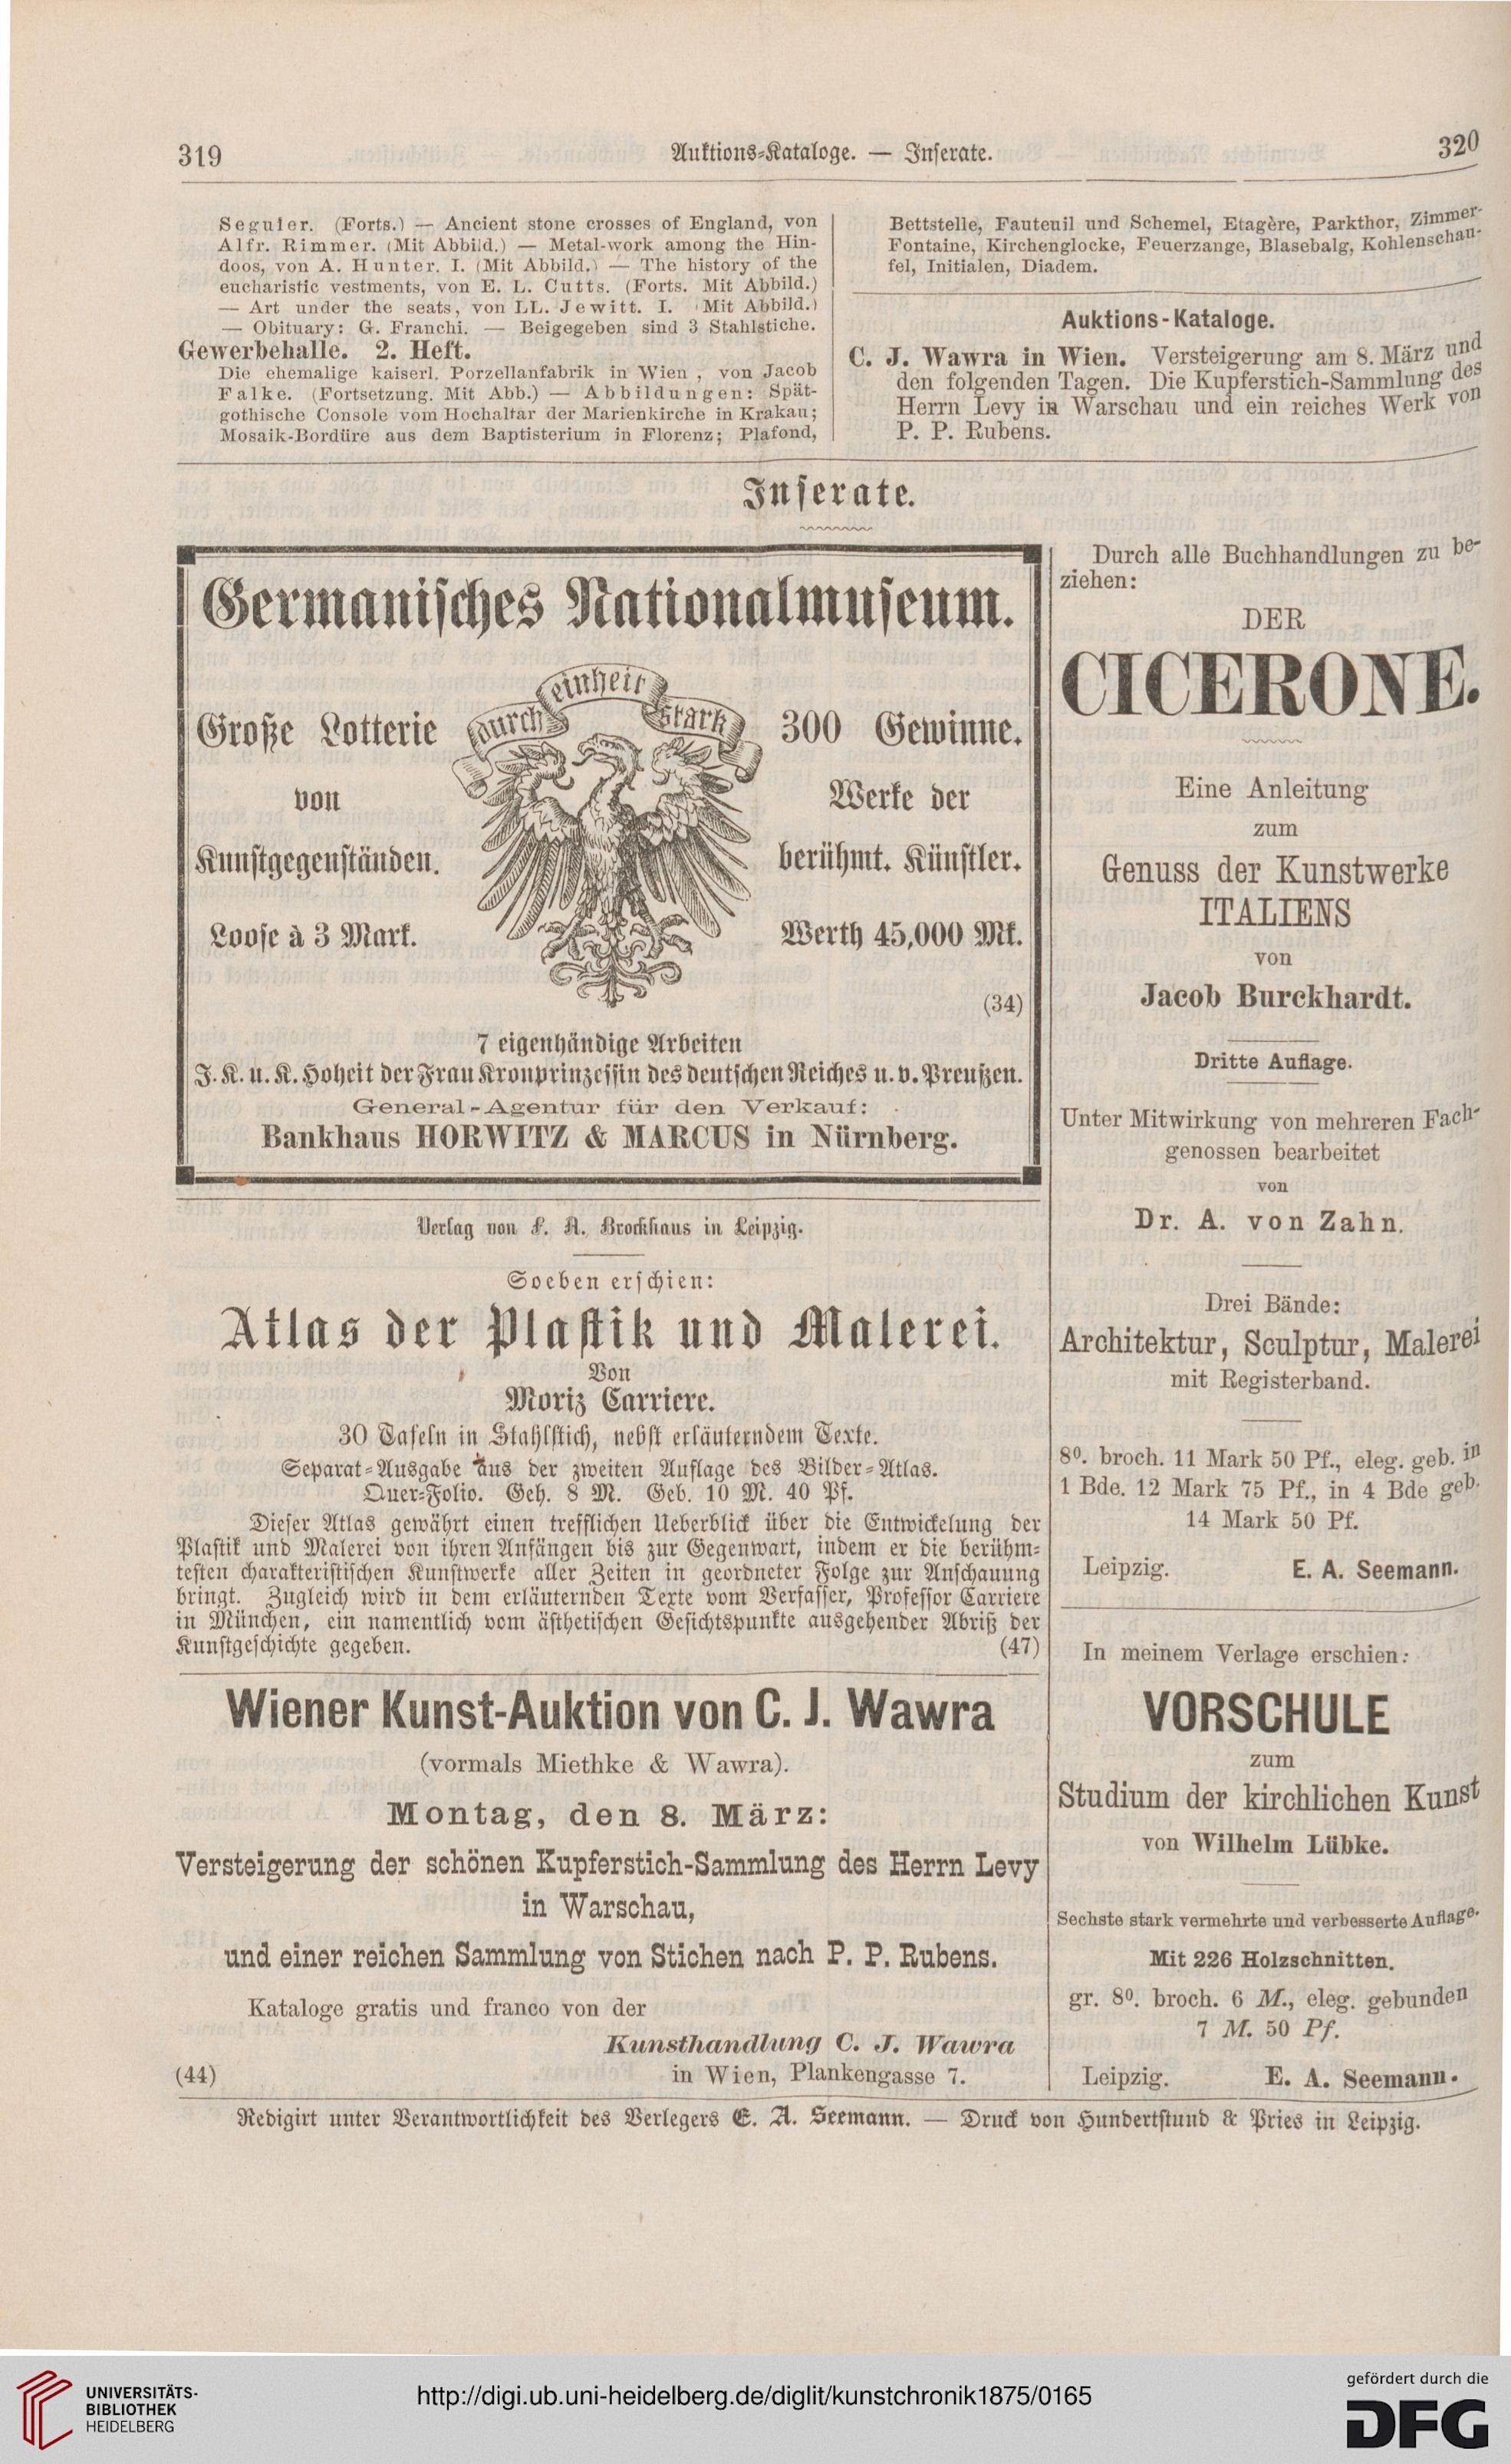 319
Auktions-Kataloge. — Inserate.
320
Seguier. (Forts.) — Ancient stone crosses of England, von
Alfr. Rimmer. (Mit Abbild.) — Metal-work among the Hin-
doos, von A. Hunter. I. (Mit Abbild.) — The history of the
eucharistic vestments, von E. L. Cutts. (Forts. Mit Abbild.)
— Art under the seats, von LL. Jewitt. I. (Mit Abbild.)
— Obituary: G. Franchi. — Beigegeben sind 3 Stahlstiche.
Gewerbehalle. 2. Heft.
Die ehemalige kaiserl. Porzellanfabrik in Wien , von Jacob
Falke. (Fortsetzung. Mit Abb.) — Abbildungen: Spät-
gothische Console vom Hochaltar der Marienkirche in Krakau;
Mosaik-Bordüre aus dem Baptisterium in Florenz; Plafond,
Bettstelle, Fauteuil und Schemel, Etagère, Parkthor, Zimmer-
Fontaine, Kirchenglocke, Feuerzange, Blasebalg, Kohlenschau-
fel, Initialen, Diadem.
Auktions-Kataloge.
C. J. Wawra in Wien. Versteigerung am 8. März und
den folgenden Tagen. Die Kupferstich-Sammlung des
Herrn Levy in Warschau und ein reiches Werk von
P. P. Rubens.
Inserate.
Germanisches Nationalmuseum.
durch einheit stark
Große Lotterie
von
Kunstgegenständen.
Loose à 3 Mark.
300 Gewinne.
Werke der
berühmt. Künstler.
Werth 45,000 Mk.
(34)
7 eigenhändige Arbeiten
J. K. u. K. Hoheit der Frau Kronprinzessin des deutschen Reiches u. v. Preußen.
General-Agentur für den Verkauf:
Bankhaus HORWITZ & MARCUS in Nürnberg.
Verlag von F. A. Brockhaus in Leipzig.
Soeben erschien:
Atlas der Plastik und Malerei.
Von
Moriz Carriere.
30 Tafeln in Stahlstich, nebst erläuterndem Texte.
Separat-Ausgabe aus der zweiten Auflage des Bilder-Atlas.
Quer-Folio. Geh. 8 M. Geb. 10 M. 40 Pf.
Dieser Atlas gewährt einen trefflichen Ueberblick über die Entwickelung der
Plastik und Malerei von ihren Anfängen bis zur Gegenwart, indem er die berühm-
testen charakteristischen Kunstwerke aller Zeiten in geordneter Folge zur Anschauung
bringt. Zugleich wird in dem erläuternden Texte vom Verfasser, Professor Carriere
in München, ein namentlich vom ästhetischen Gesichtspunkte ausgehender Abriß der
Kunstgeschichte gegeben. (47)
Wiener Kunst-Auktion von C. J. Wawra
(vormals Miethke & Wawra).
Montag, den 8. März:
Versteigerung der schönen Kupferstich-Sammlung des Herrn Levy
in Warschau,
und einer reichen Sammlung von Stichen nach P. P. Rubens.
Kataloge gratis und franco von der
Kunsthandlung C. J. Wawra
(44) in Wien, Plankengasse 7.
Durch alle Buchhandlungen zu be-
ziehen:
DER
CICERONE.
Eine Anleitung
zum
Genuss der Kunstwerke
ITALIENS
von
Jacob Burckhardt.
Dritte Auflage.
Unter Mitwirkung von mehreren Fach-
genossen bearbeitet
von
Dr. A. von Zahn.
Drei Bände:
Architektur, Sculptur, Malerei
mit Registerband.
8⁰. broch. 11 Mark 50 Pf., eleg. geb. in
1 Bde. 12 Mark 75 Pf., in 4 Bde geb.
14 Mark 50 Pf.
Leipzig. E. A. Seemann.
In meinem Verlage erschien:
VORSCHULE
zum
Studium der kirchlichen Kunst
von Wilhelm Lübke.
Sechste stark vermehrte und verbesserte Auflage.
Mit 226 Holzschnitten.
gr. 8⁰. broch. 6 M., eleg. gebunden
7 M. 50 Pf.
Leipzig. E. A. Seemann.
Redigirt unter Verantwortlichkeit des Verlegers E. A. Seemann. — Druck von Hundertstund & Pries in Leipzig.
UNIVERSITÄTS-
BIBLIOTHEK
HEIDELBERG
http://digi.ub.uni-heidelberg.de/diglit/kunstchronik1875/0165
gefördert durch die
DFG